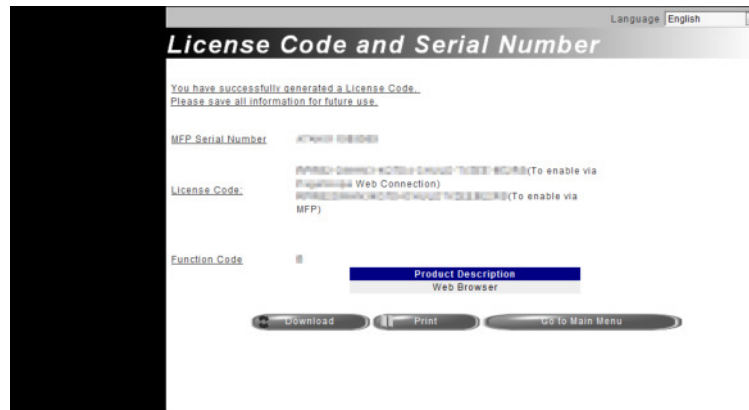 Language English
License Code and Serial Number
You have successfully generated a License Code.
Please save all information for future use.
MFP Serial Number
(To enable via
License Code:
Web Connection)
(To enable via
MFP)
Function Code
Product Description
Web Browser
Download Print Go to Main Menu